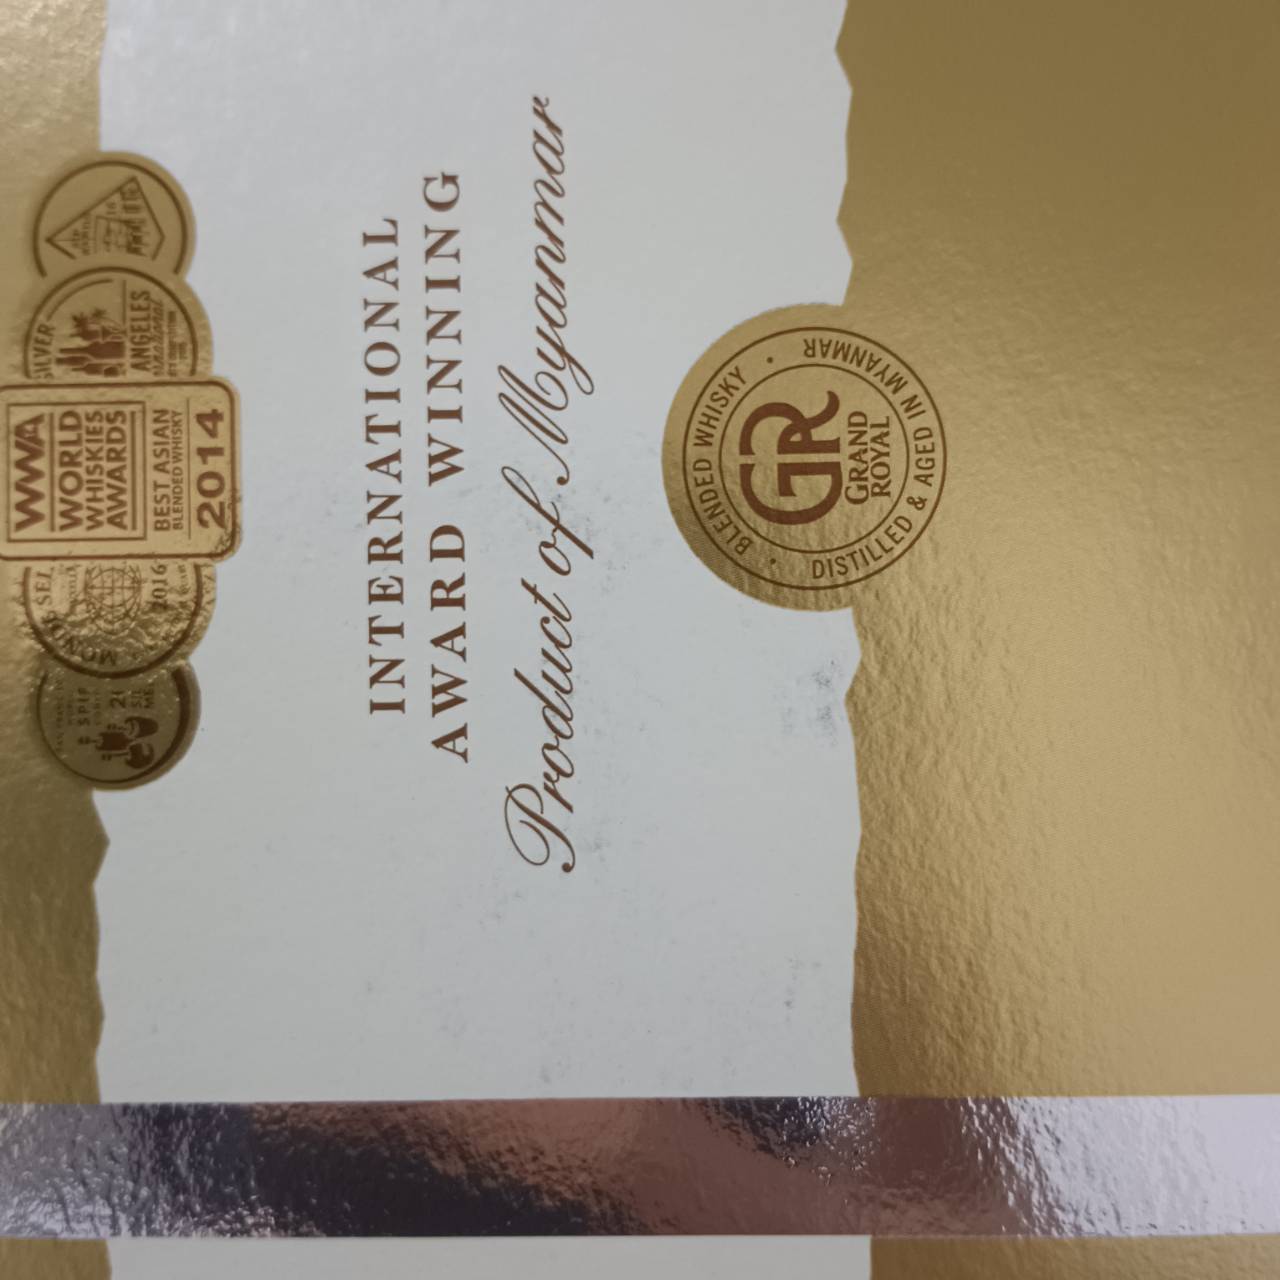 SILVER
ANGELES
WWA
WORLD
WHISKIES
AWARDS
BEST ASIAN
BLENDED WHISKY
2014
2016
INTERNATIONAL
AWARD WINNING
Product of Myanmar
BLENDED WHISKY
GR
GRAND
ROYAL
DISTILLED & AGED IN MYANMAR